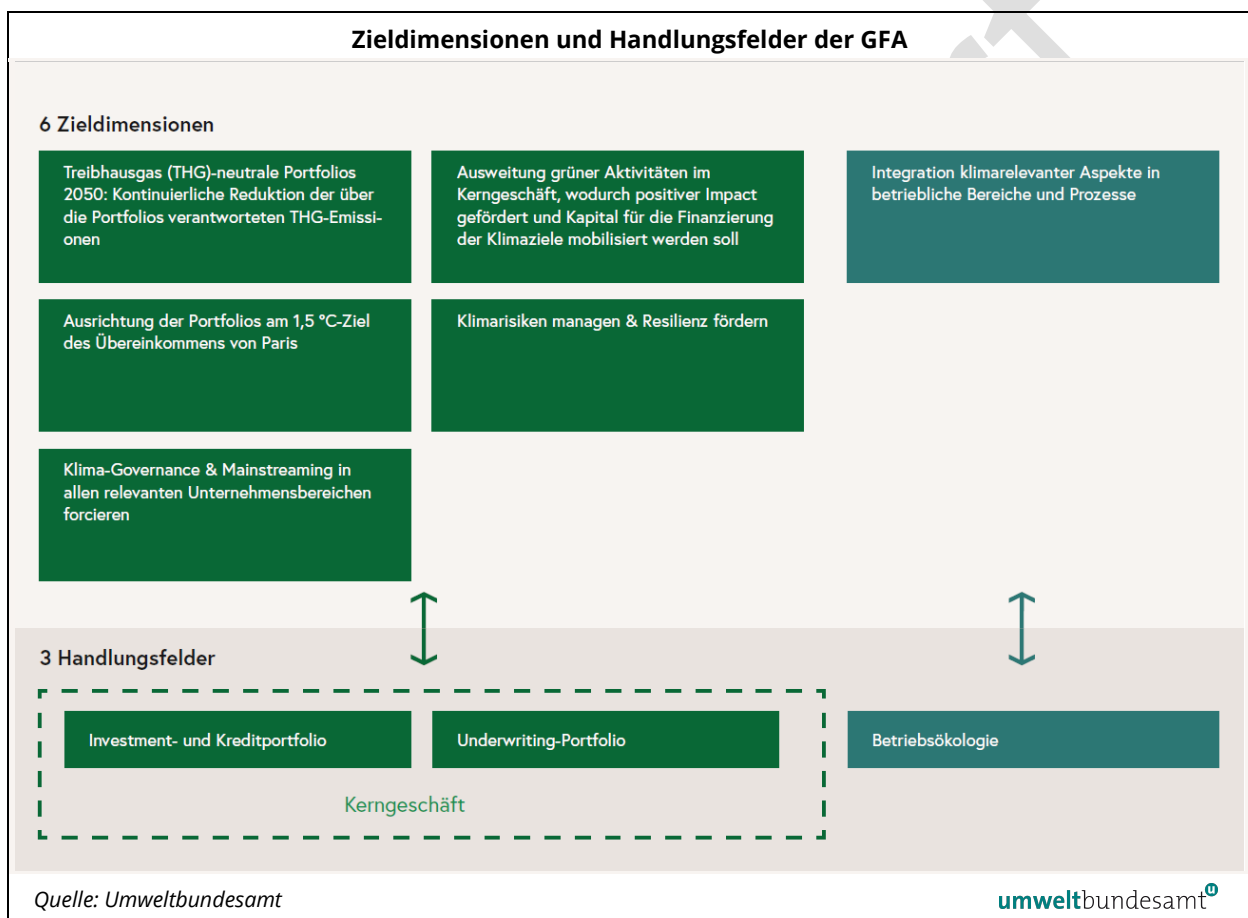 Zieldimensionen und Handlungsfelder der GFA
6 Zieldimensionen
Treibhausgas (THG)-neutrale Portfolios
2050: Kontinuierliche Reduktion der über
die Portfolios verantworteten THG-Emissi-
onen
Ausweitung grüner Aktivitäten im
Kerngeschäft, wodurch positiver Impact
gefördert und Kapital für die Finanzierung
der Klimaziele mobilisiert werden soll
Integration klimarelevanter Aspekte in
betriebliche Bereiche und Prozesse
Ausrichtung der Portfolios am 1,5 °C-Ziel
des Übereinkommens von Paris
Klimarisiken managen & Resilienz fördern
Klima-Governance & Mainstreaming in
allen relevanten Unternehmensbereichen
forcieren
3 Handlungsfelder
Investment- und Kreditportfolio
Underwriting-Portfolio
Betriebsökologie
Kerngeschäft
Quelle: Umweltbundesamt
umweltbundesamt